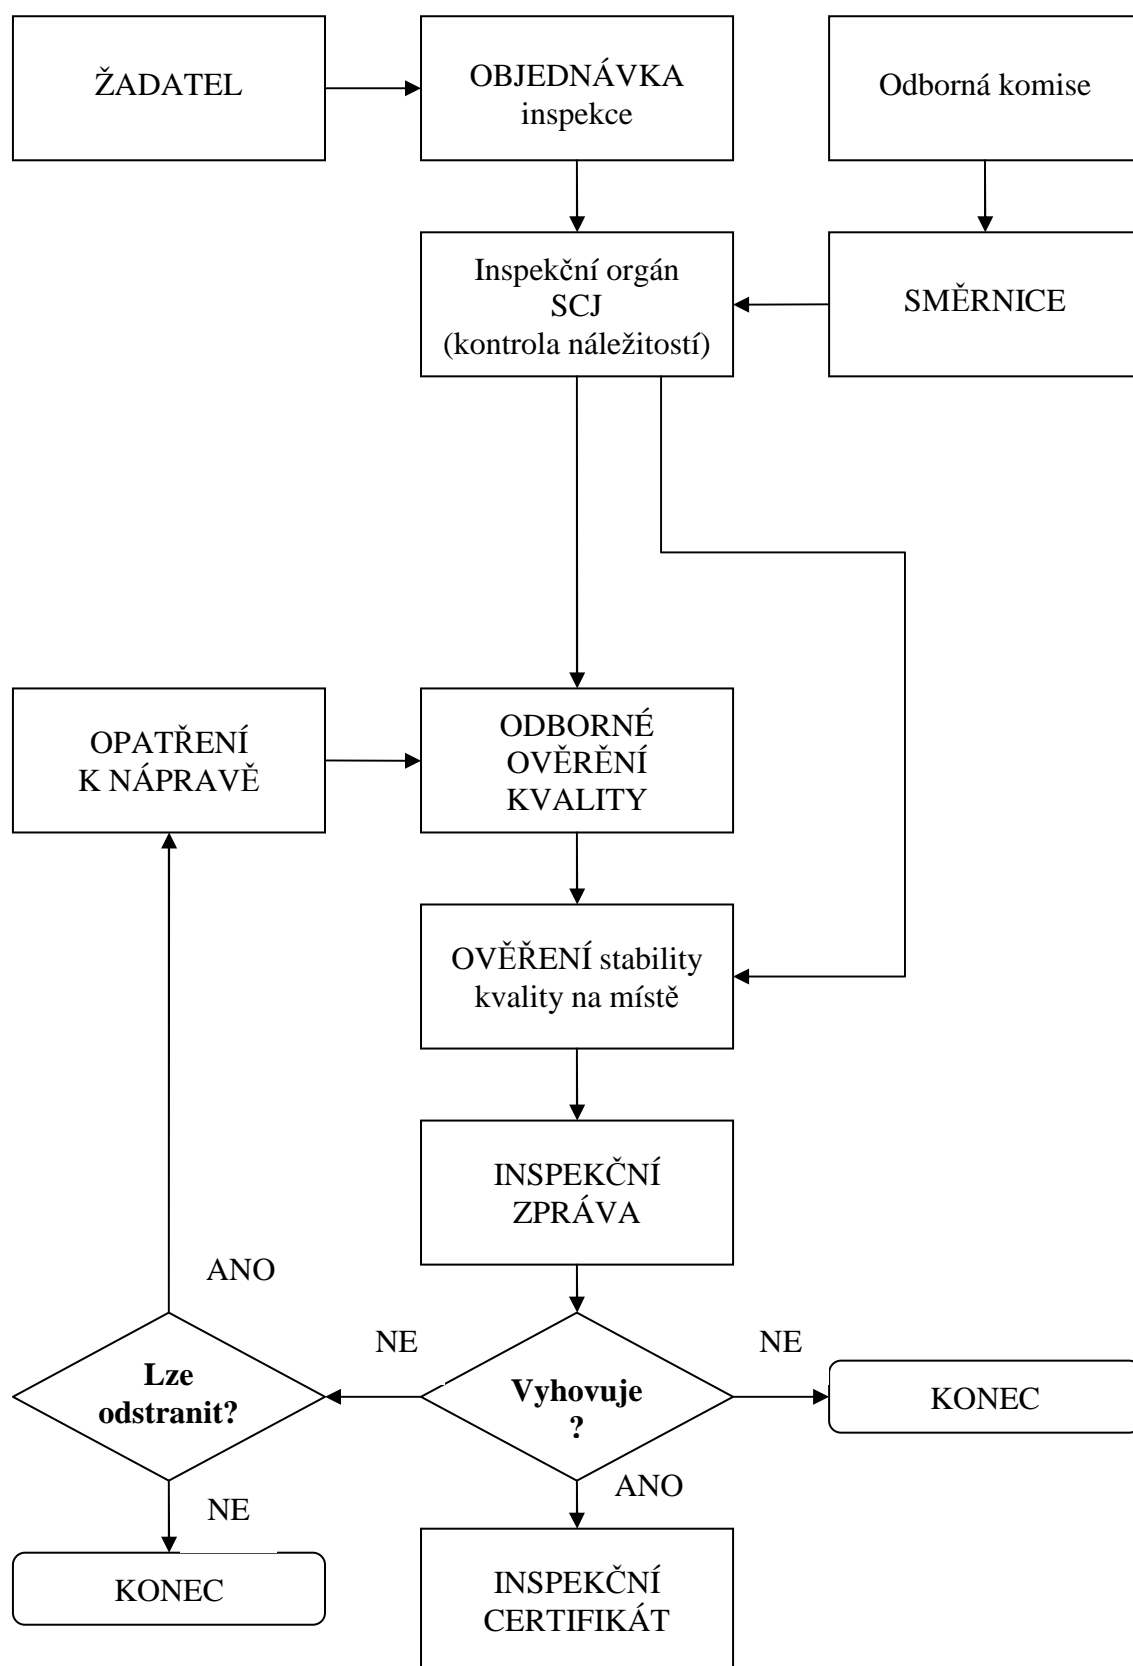 ŽADATEL
OBJEDNÁVKA
inspekce
Odborná komise
Inspekční orgán
SCJ
(kontrola náležitostí)
SMĚRNICE
OPATŘENÍ
K NÁPRAVĚ
ODBORNÉ
OVĚRĚNÍ
KVALITY
OVĚŘENÍ stability
kvality na místě
INSPEKČNÍ
ZPRÁVA
ANO
NE
NE
Lze
odstranit?
Vyhovuje
?
KONEC
ANO
NE
KONEC
INSPEKČNÍ
CERTIFIKÁT